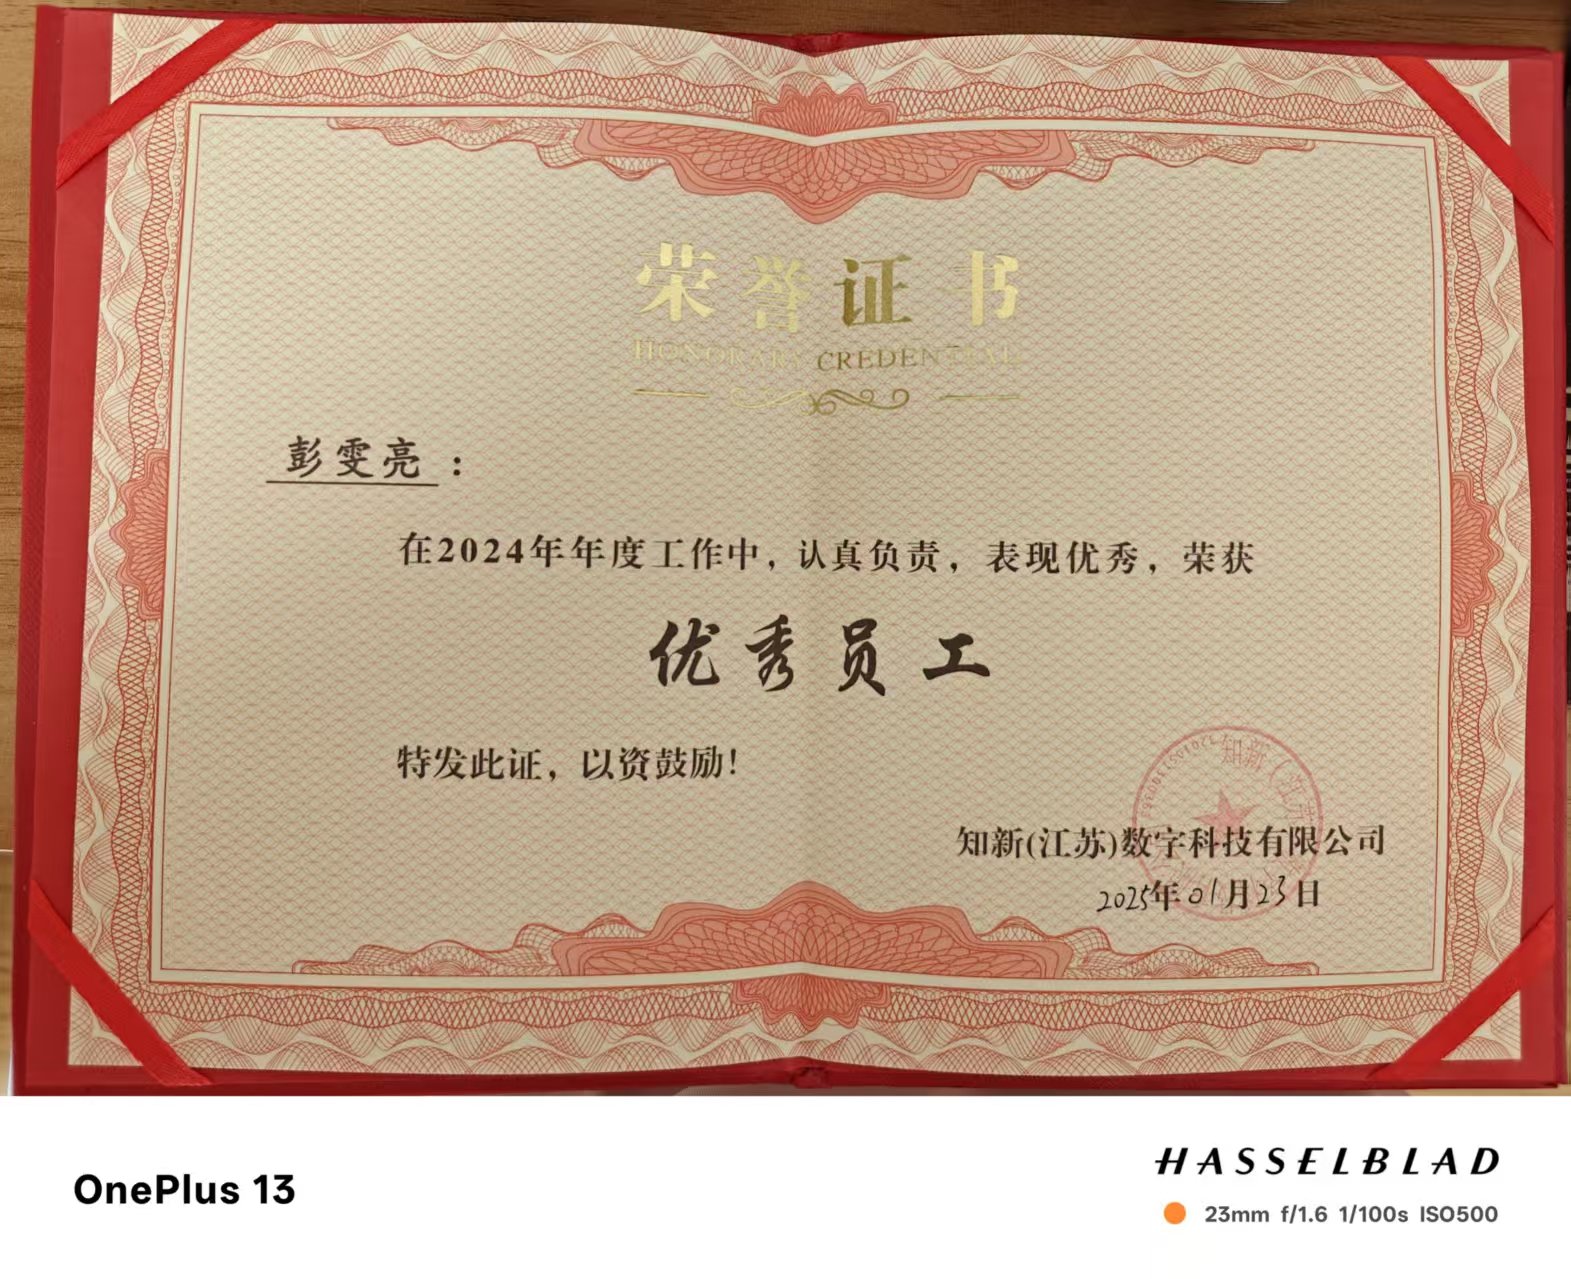 荣誉证书
HONORARY CREDENTIAL
彭雯亮：
在2024年年度工作中，认真负责，表现优秀，荣获
优秀员工
特发此证，以资鼓励！
知新（江
知新(江苏)数字科技有限公司
2025年01月23日
OnePlus 13
HASSELBLAD
23mm f/1.6 1/100s ISO500